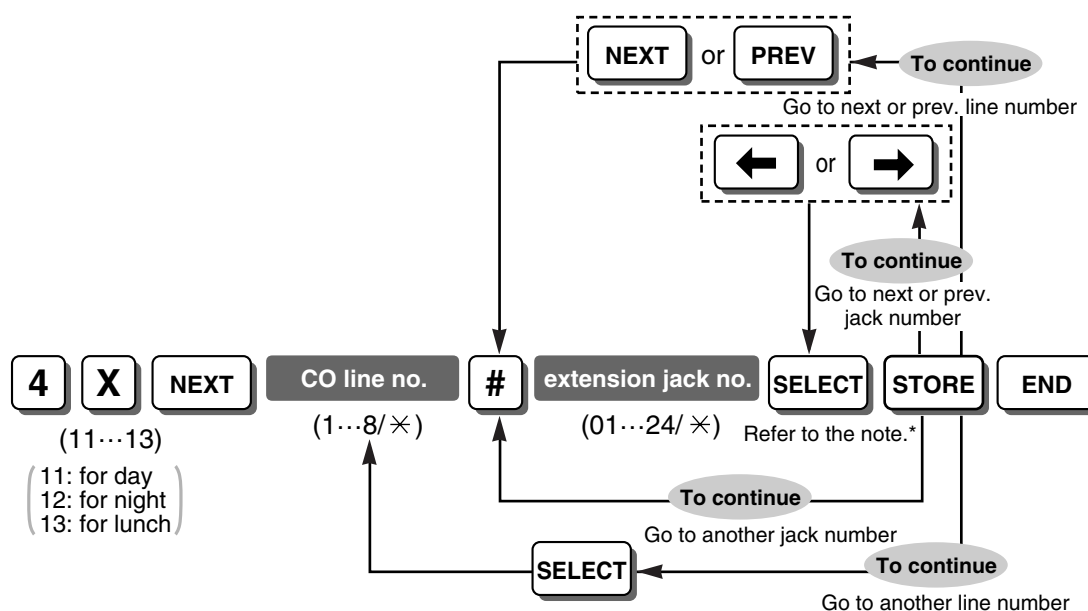 NEXT or PREV To continue
Go to next or prev. line number
← or →
To continue
Go to next or prev.
jack number
4 X NEXT CO line no. # extension jack no. SELECT STORE END
(11···13) (1···8/✳) (01···24/✳) Refer to the note.*
11: for day
12: for night
13: for lunch
To continue
Go to another jack number
SELECT To continue
Go to another line number